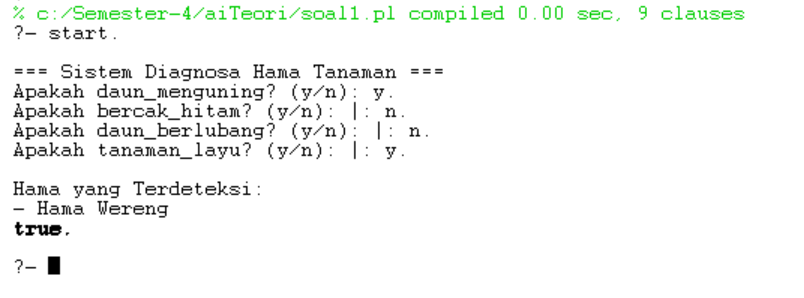 % c:/Semester-4/aiTeori/soal1.pl compiled 0.00 sec, 9 clauses
?- start.
=== Sistem Diagnosa Hama Tanaman ===
Apakah daun_menguning? (y/n): y.
Apakah bercak_hitam? (y/n): |: n.
Apakah daun_berlubang? (y/n): |: n.
Apakah tanaman_layu? (y/n): |: y.
Hama yang Terdeteksi:
- Hama Wereng
true.
?-